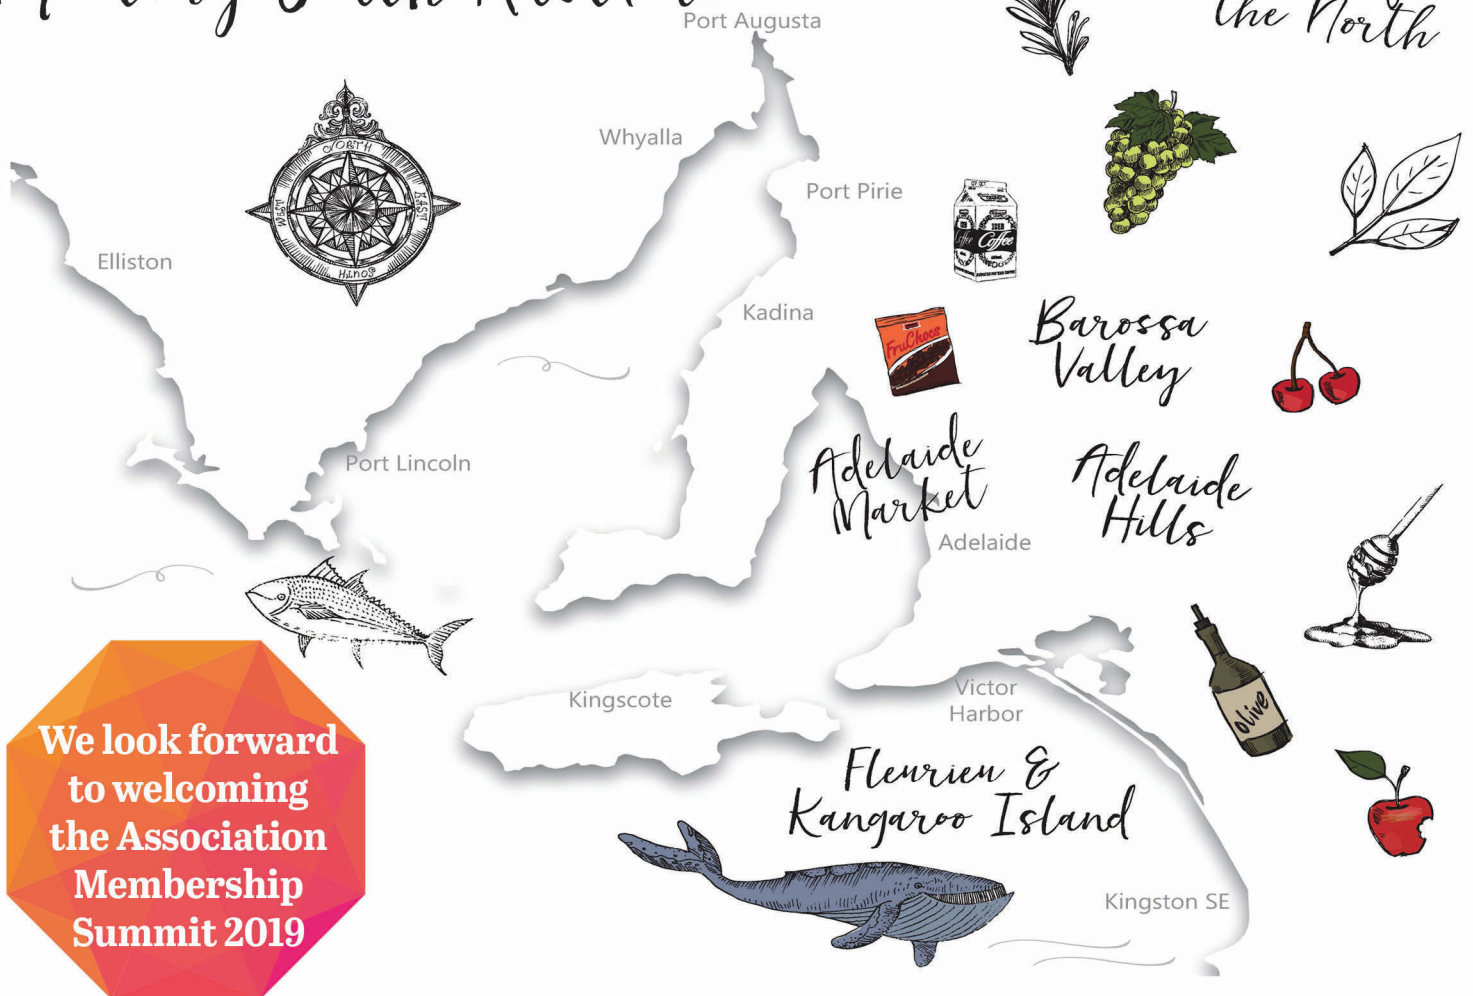 Port Augusta
the North
NORTH
EAST
SOUTH
WEST
Whyalla
Port Pirie
ICED
Coffee
Elliston
Kadina
FruChocs
Barossa
Valley
Adelaide
Market
Adelaide
Hills
Port Lincoln
Adelaide
Kingscote
Victor
Harbor
olive
Fleurieu &
Kangaroo Island
Kingston SE
We look forward
to welcoming
the Association
Membership
Summit 2019